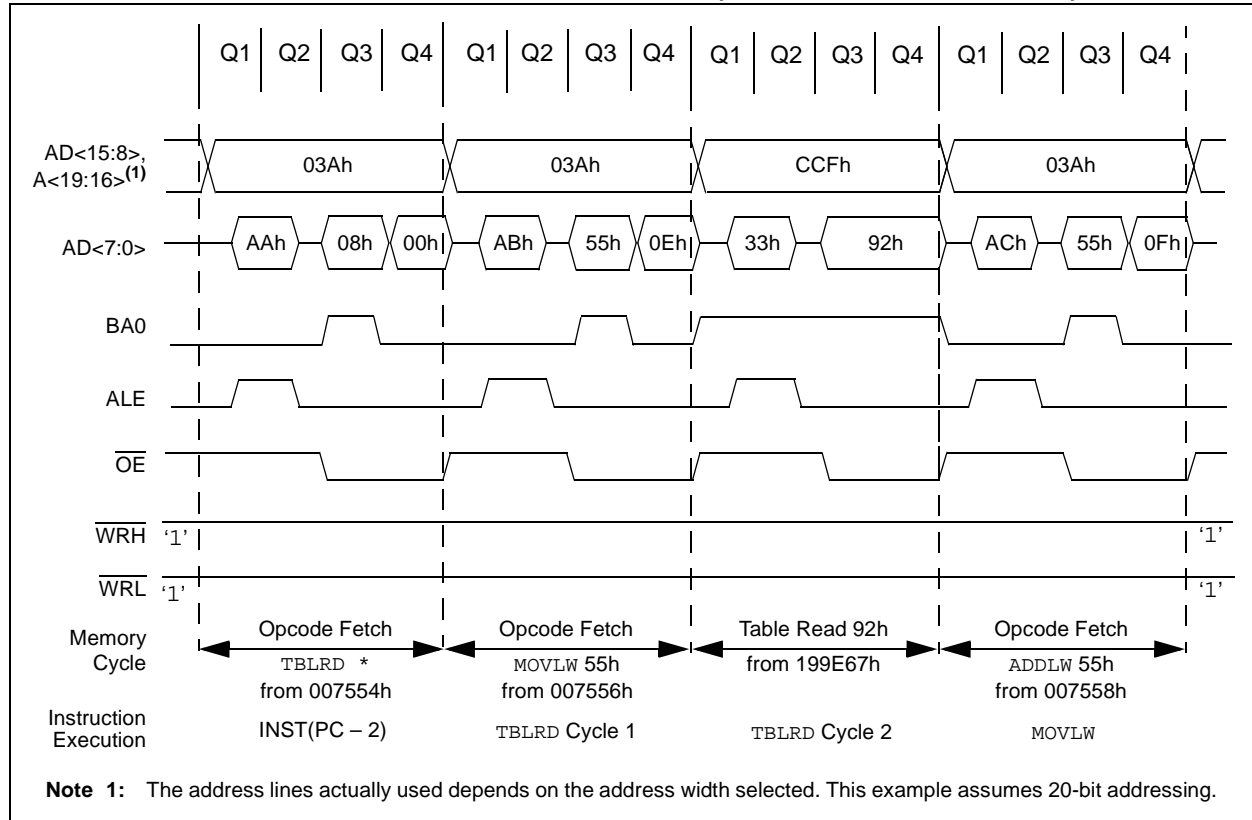 Q1 Q2 Q3 Q4 Q1 Q2 Q3 Q4 Q1 Q2 Q3 Q4 Q1 Q2 Q3 Q4
AD<15:8>,
A<19:16>(1)
03Ah 03Ah CCFh 03Ah
AD<7:0> AAh 08h 00h ABh 55h 0Eh 33h 92h ACh 55h 0Fh
BA0
ALE
OE
WRH '1' '1'
WRL '1' '1'
Memory
Cycle
Opcode Fetch
TBLRD *
from 007554h
Opcode Fetch
MOVLW 55h
from 007556h
Table Read 92h
from 199E67h
Opcode Fetch
ADDLW 55h
from 007558h
Instruction
Execution
INST(PC – 2) TBLRD Cycle 1 TBLRD Cycle 2 MOVLW
Note 1: The address lines actually used depends on the address width selected. This example assumes 20-bit addressing.